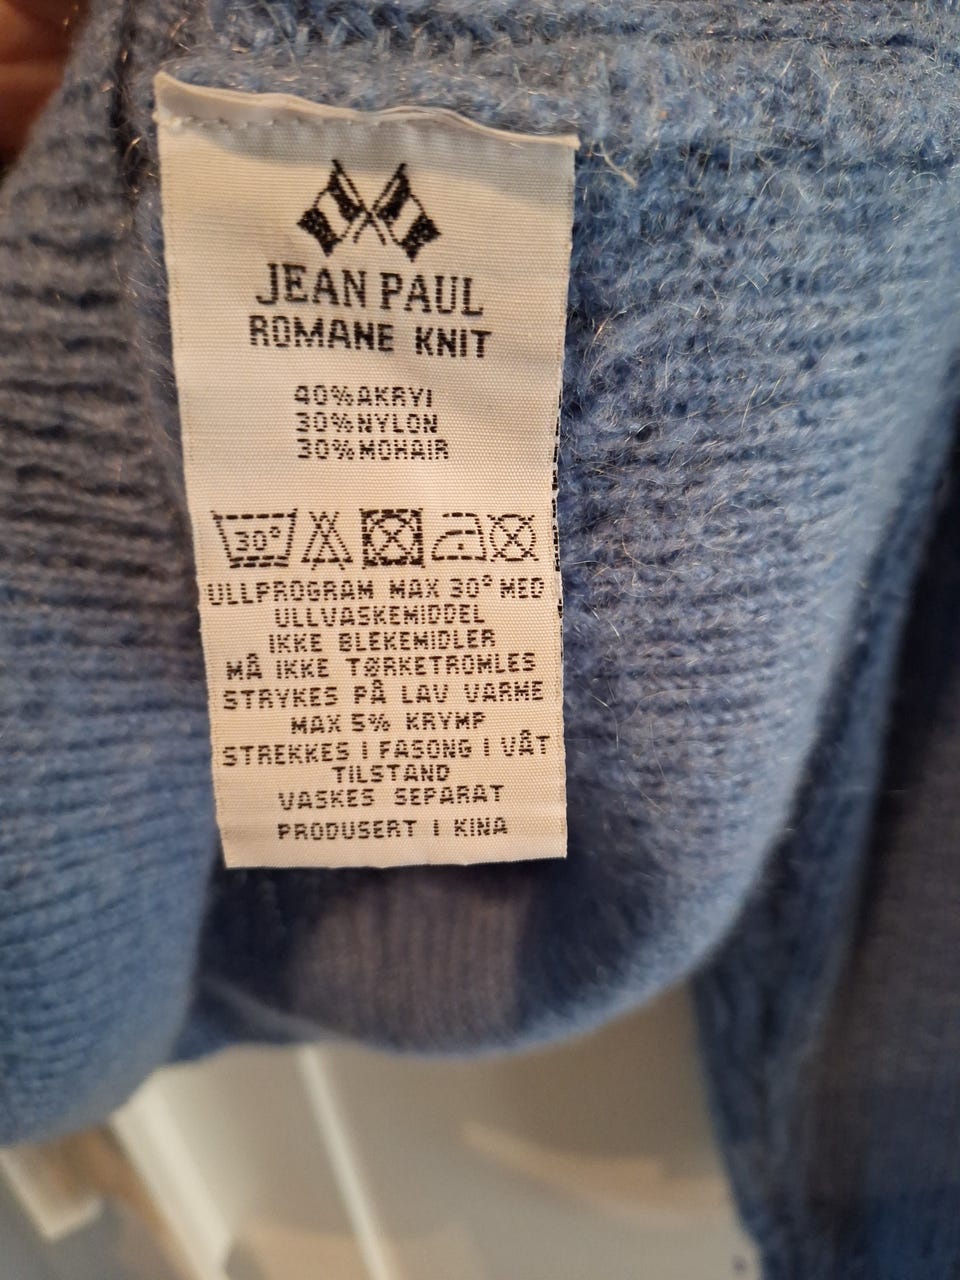 JEAN PAUL
ROMANE KNIT
40%AKRYl
30%NYLON
30%MOHAIR
30°
ULLPROGRAM MAX 30° MED
ULLVASKEMIDDEL
IKKE BLEKEMIDLER
MÅ IKKE TØRKETROMLES
STRYKES PÅ LAV VARME
MAX 5% KRYMP
STREKKES I FASONG I VÅT
TILSTAND
VASKES SEPARAT
PRODUSERT I KINA